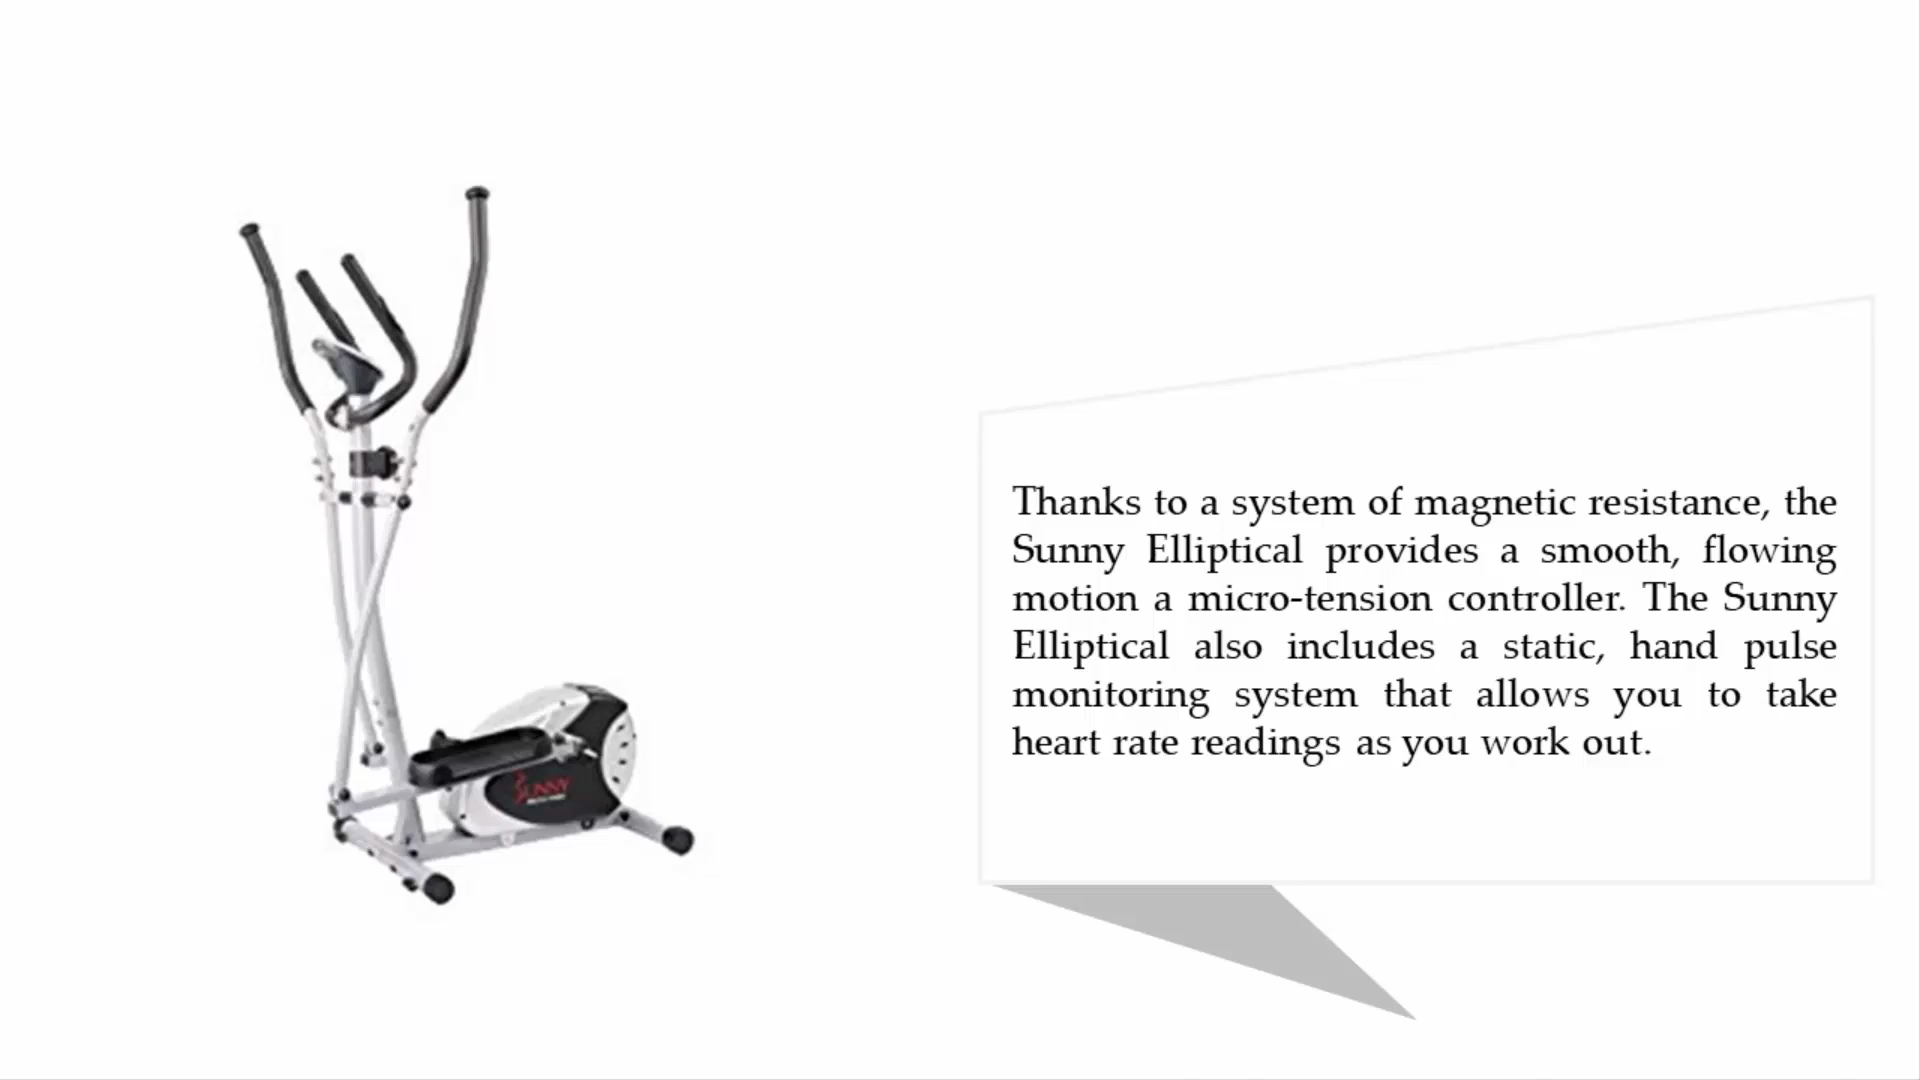 Thanks to a system of magnetic resistance, the
Sunny Elliptical provides a smooth, flowing
motion a micro-tension controller. The Sunny
Elliptical also includes a static, hand pulse
monitoring system that allows you to take
heart rate readings as you work out.
SUNNY